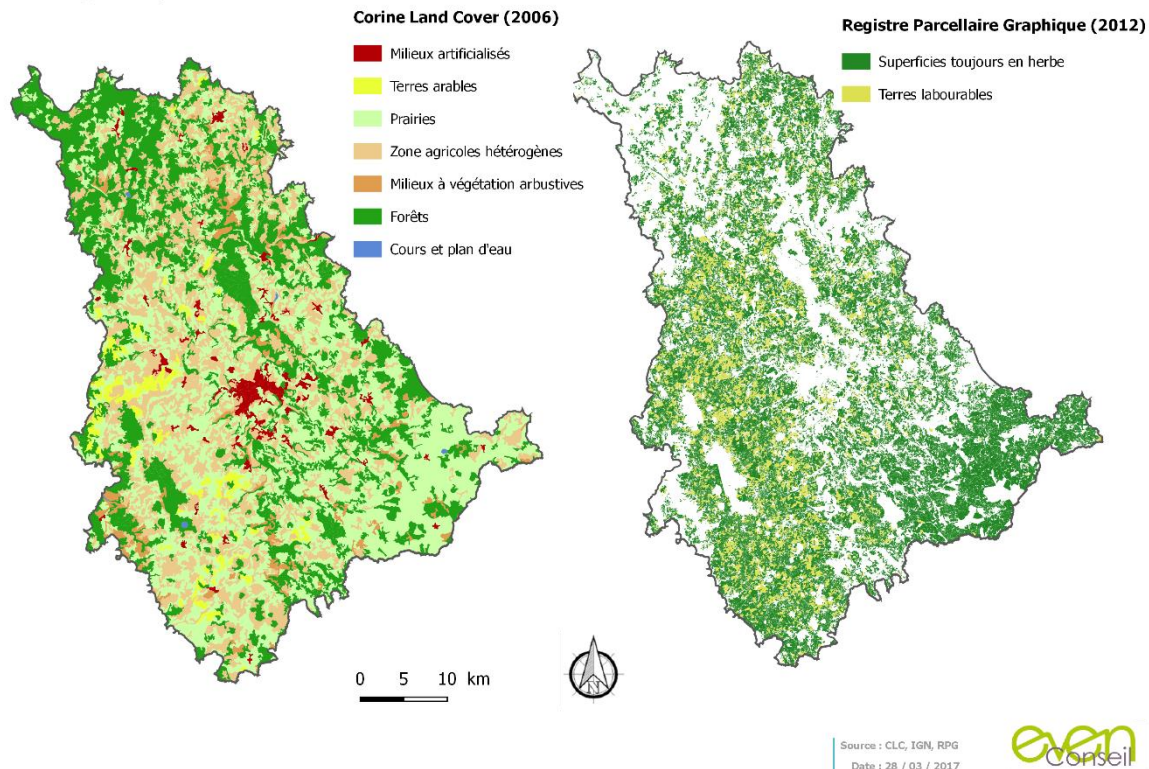 Corine Land Cover (2006)
Milieux artificialisés
Terres arables
Prairies
Zone agricoles hétérogènes
Milieux à végétation arbustives
Forêts
Cours et plan d'eau
Registre Parcellaire Graphique (2012)
Superficies toujours en herbe
Terres labourables
0 5 10 km
N
Source : CLC, IGN, RPG
Date : 28 / 03 / 2017
even
Conseil